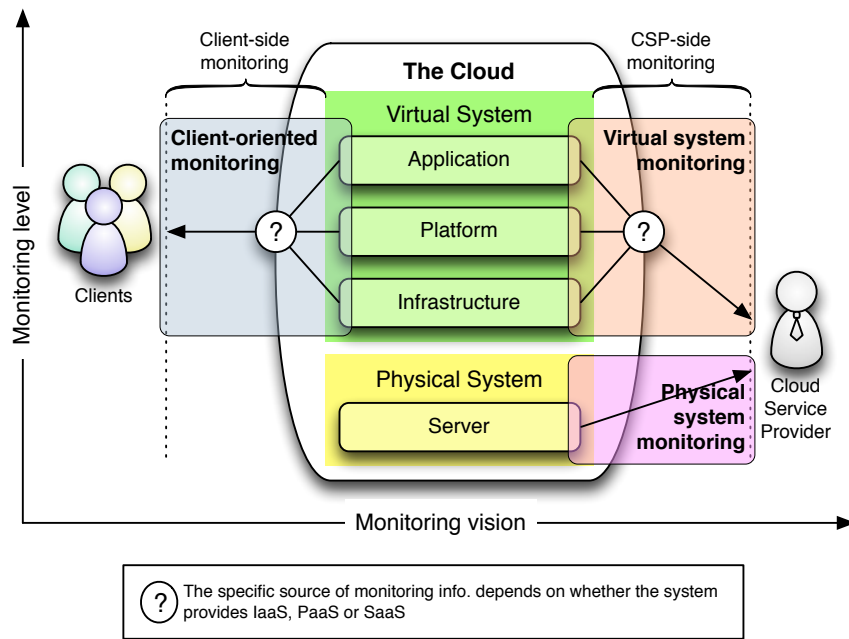 Client-side
monitoring
CSP-side
monitoring
The Cloud
Virtual System
Client-oriented
monitoring
Application
Virtual system
monitoring
?
Platform
?
Infrastructure
Clients
Physical System
Server
Physical
system
monitoring
Cloud
Service
Provider
Monitoring level
Monitoring vision
?
The specific source of monitoring info. depends on whether the system
provides IaaS, PaaS or SaaS